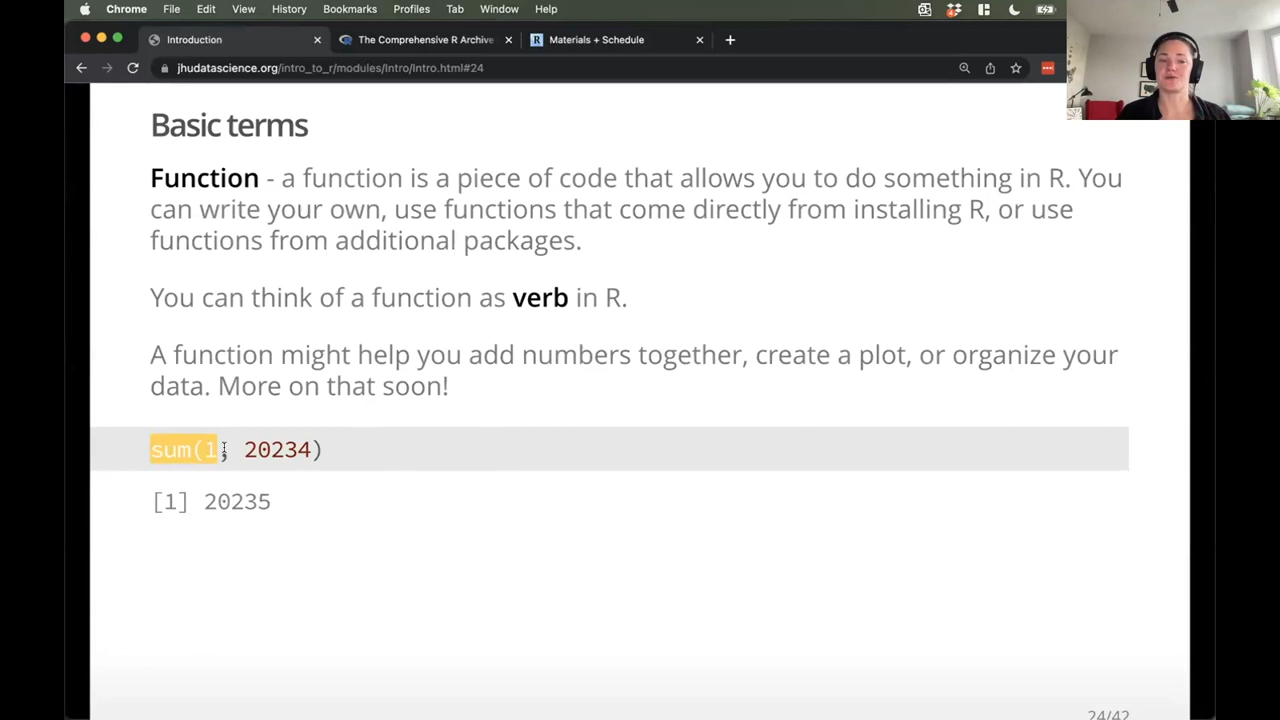 Chrome File Edit View History Bookmarks Profiles Tab Window Help
Introduction The Comprehensive R Archive Materials + Schedule
jhudatascience.org/intro_to_r/modules/Intro/Intro.html#24
Basic terms
Function - a function is a piece of code that allows you to do something in R. You
can write your own, use functions that come directly from installing R, or use
functions from additional packages.
You can think of a function as verb in R.
A function might help you add numbers together, create a plot, or organize your
data. More on that soon!
sum(1, 20234)
[1] 20235
24/42